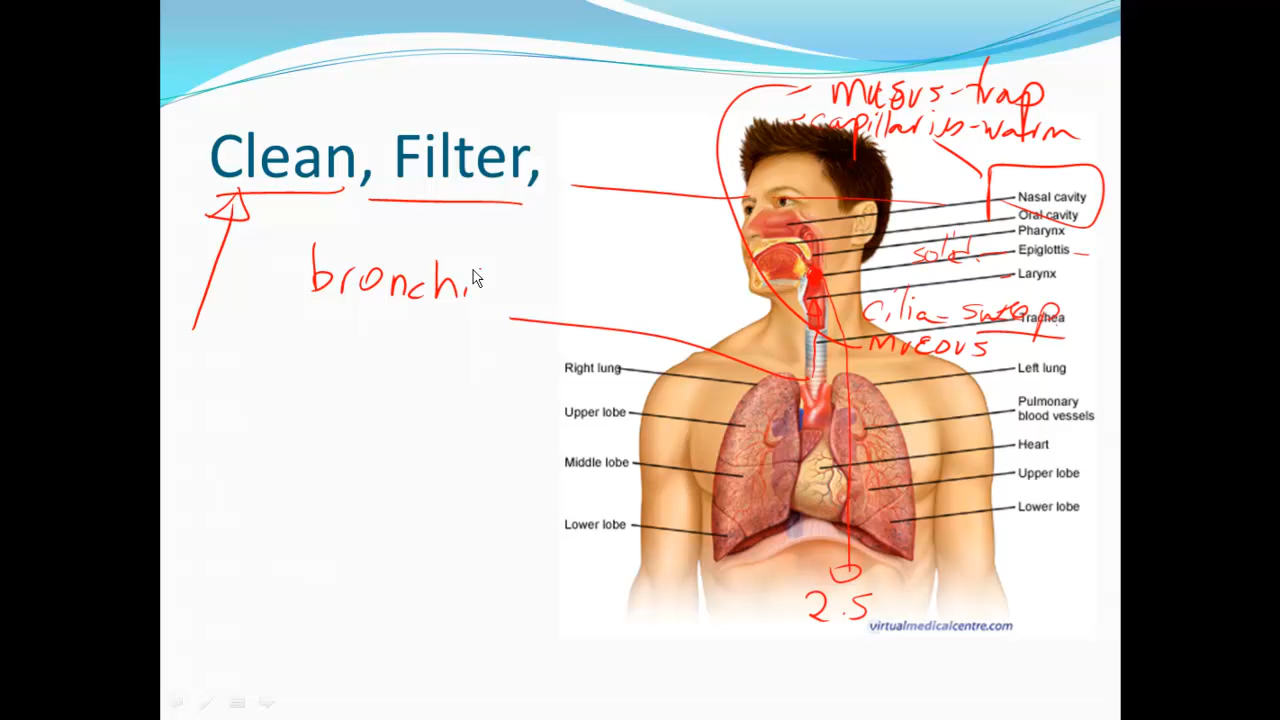 mucus-trap
-capillaries-warm
Clean, Filter,
Nasal cavity
Oral cavity
Pharynx
Epiglottis
Larynx
bronchi
cilia-sweep
Trachea
mucous
Right lung
Left lung
Upper lobe
Pulmonary
blood vessels
Heart
Middle lobe
Upper lobe
Lower lobe
Lower lobe
2.5
virtualmedicalcentre.com